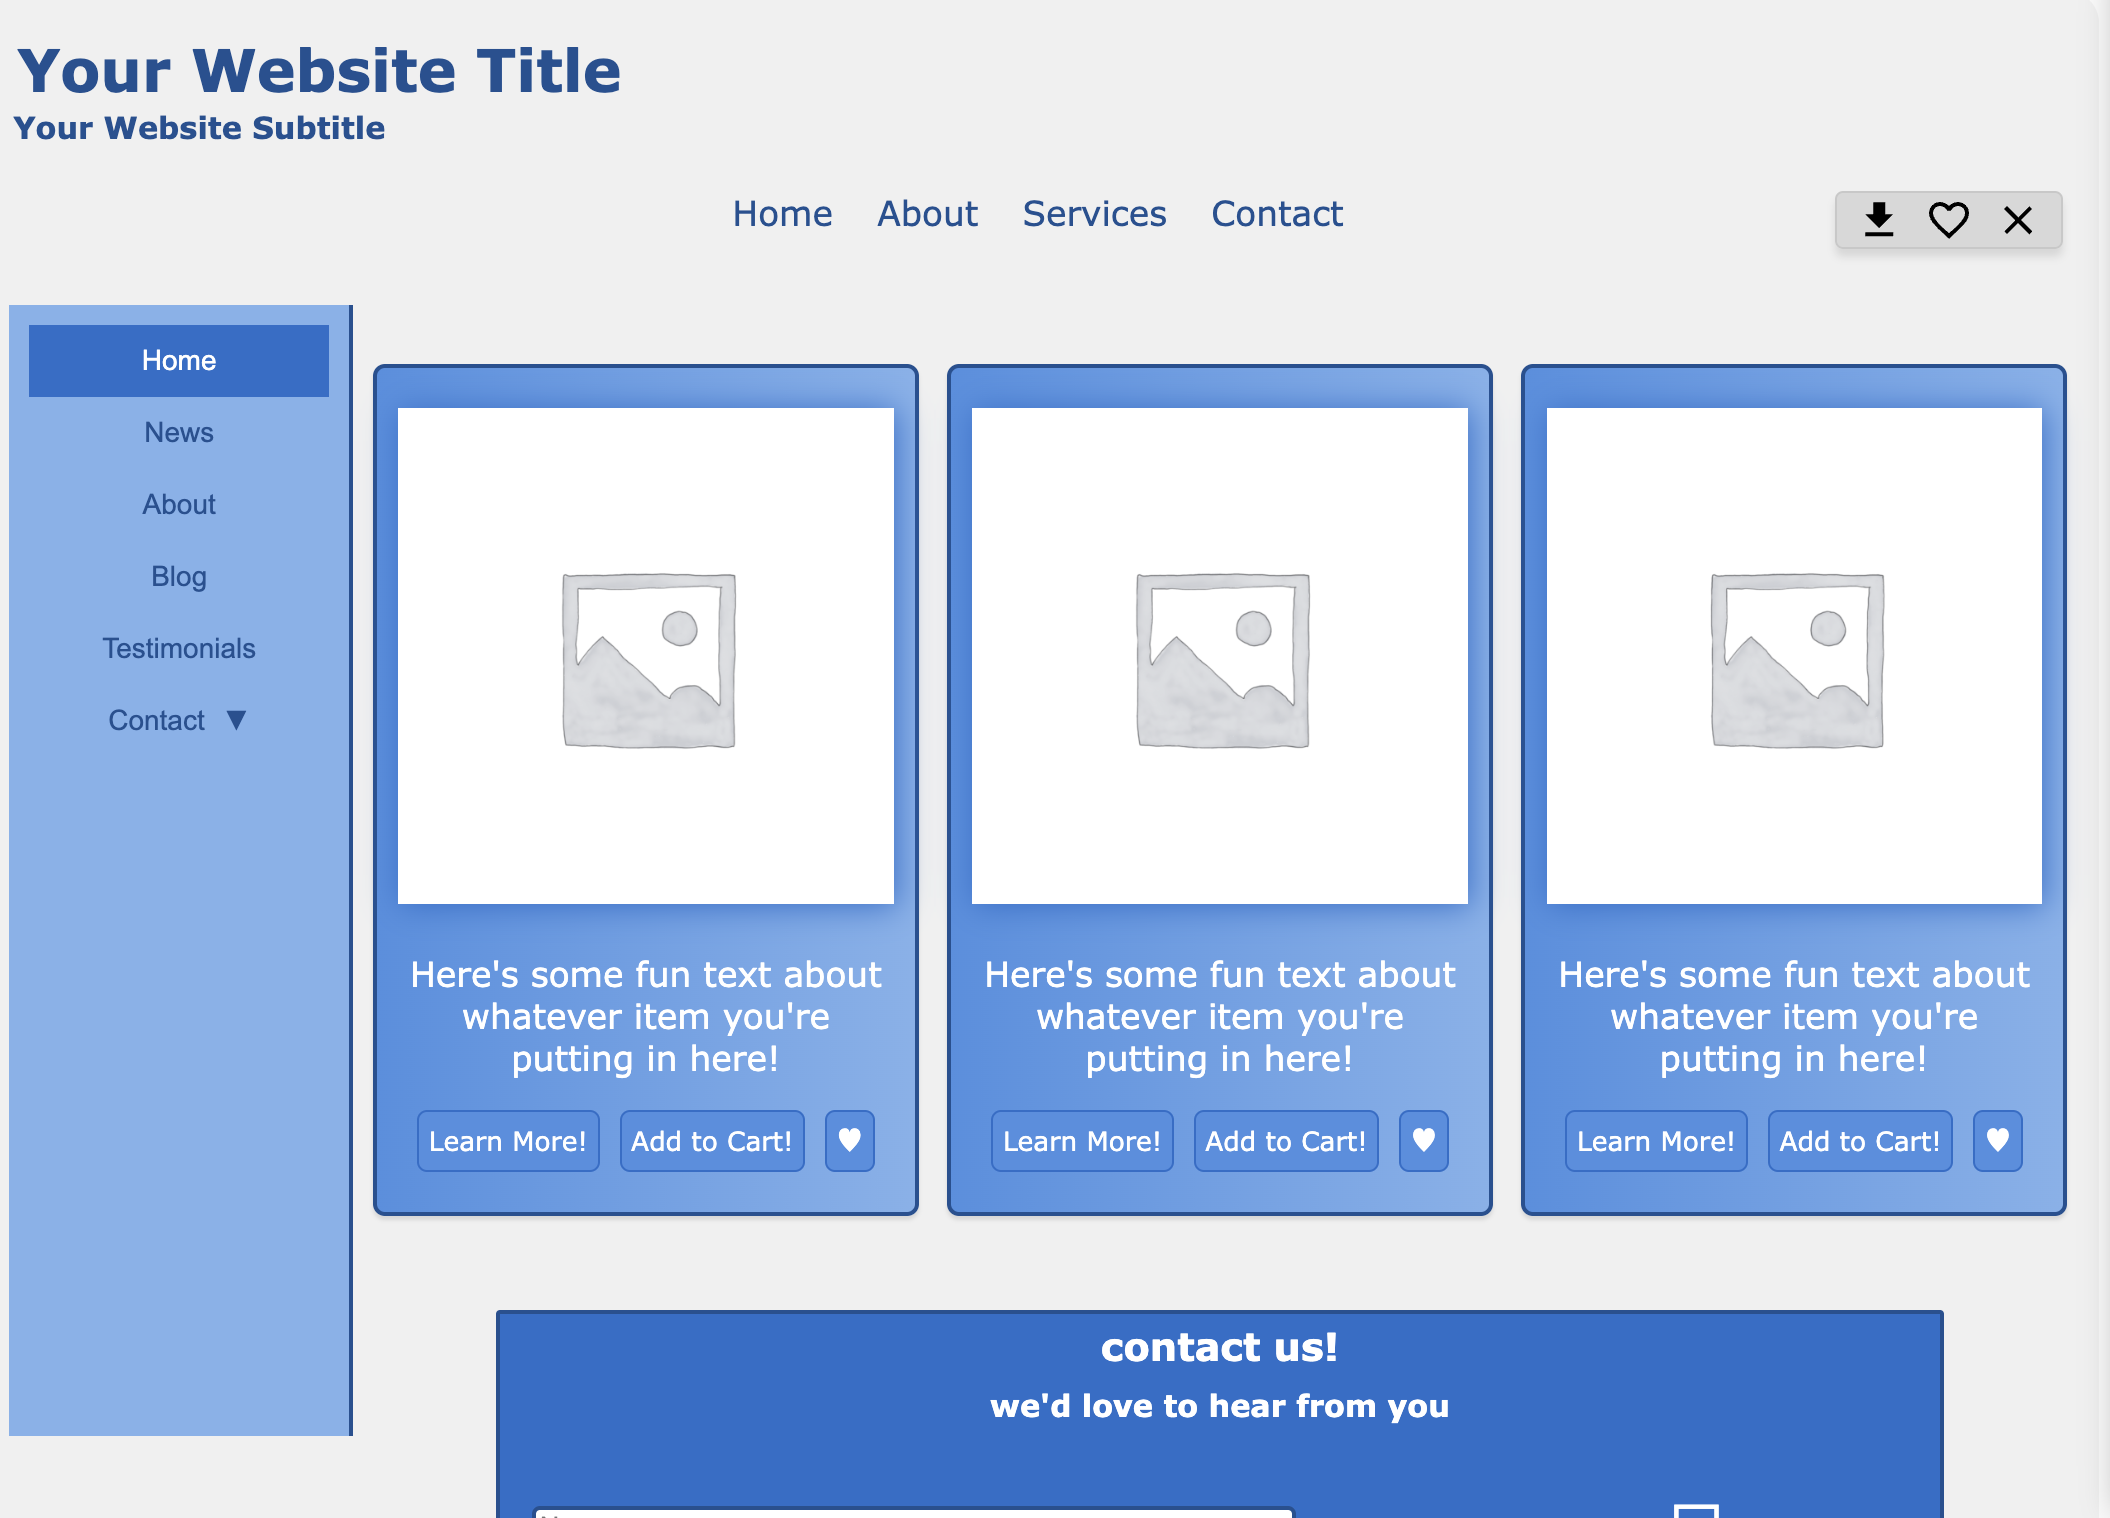 Your Website Title
Your Website Subtitle
Home About Services Contact
Home
News
About
Blog
Testimonials
Contact ▼
Here's some fun text about
whatever item you're
putting in here!
Learn More! Add to Cart! ♥
Here's some fun text about
whatever item you're
putting in here!
Learn More! Add to Cart! ♥
Here's some fun text about
whatever item you're
putting in here!
Learn More! Add to Cart! ♥
contact us!
we'd love to hear from you